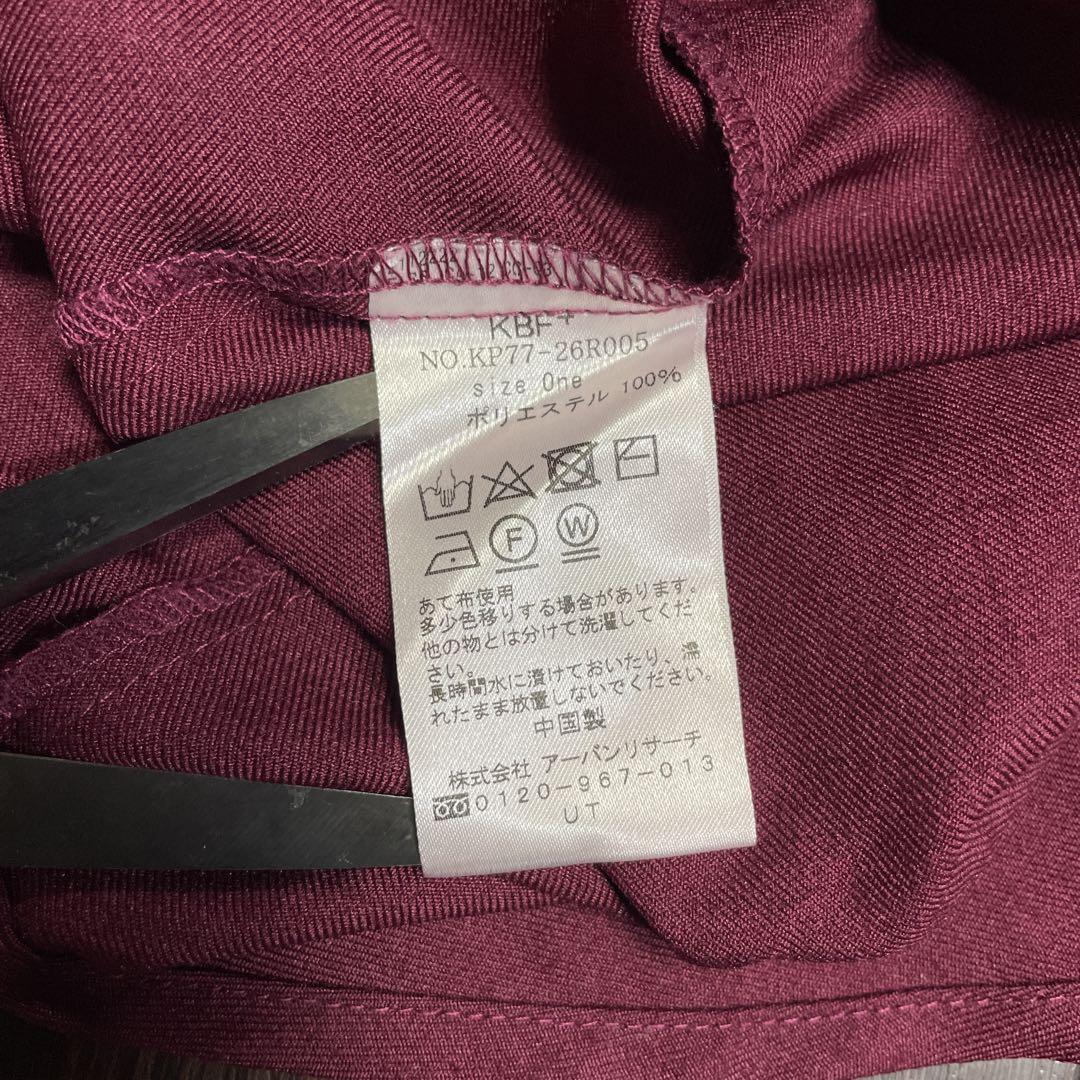 KBF+
NO.KP77-26R005
size One
ポリエステル 100%
F
W
あて布使用
多少色移りする場合があります。
他の物とは分けて洗濯してくだ
さい。
長時間水に漬けておいたり、濡
れたまま放置しないでください。
中国製
株式会社 アーバンリサーチ
0120-967-013
UT